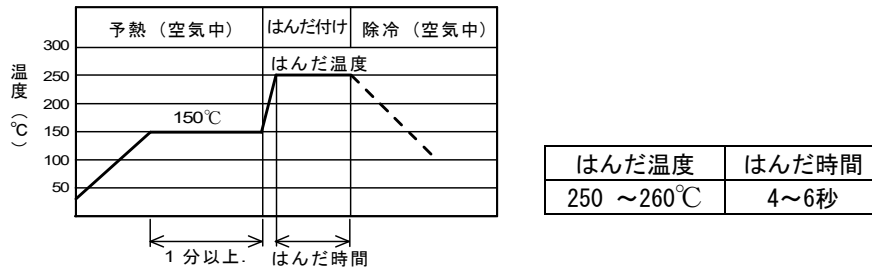 予熱（空気中）　はんだ付け　除冷（空気中）
温度（℃）
300
250
200
150
100
50
はんだ温度
150℃
1 分以上.
はんだ時間
はんだ温度　はんだ時間
250 ～260℃　4～6秒